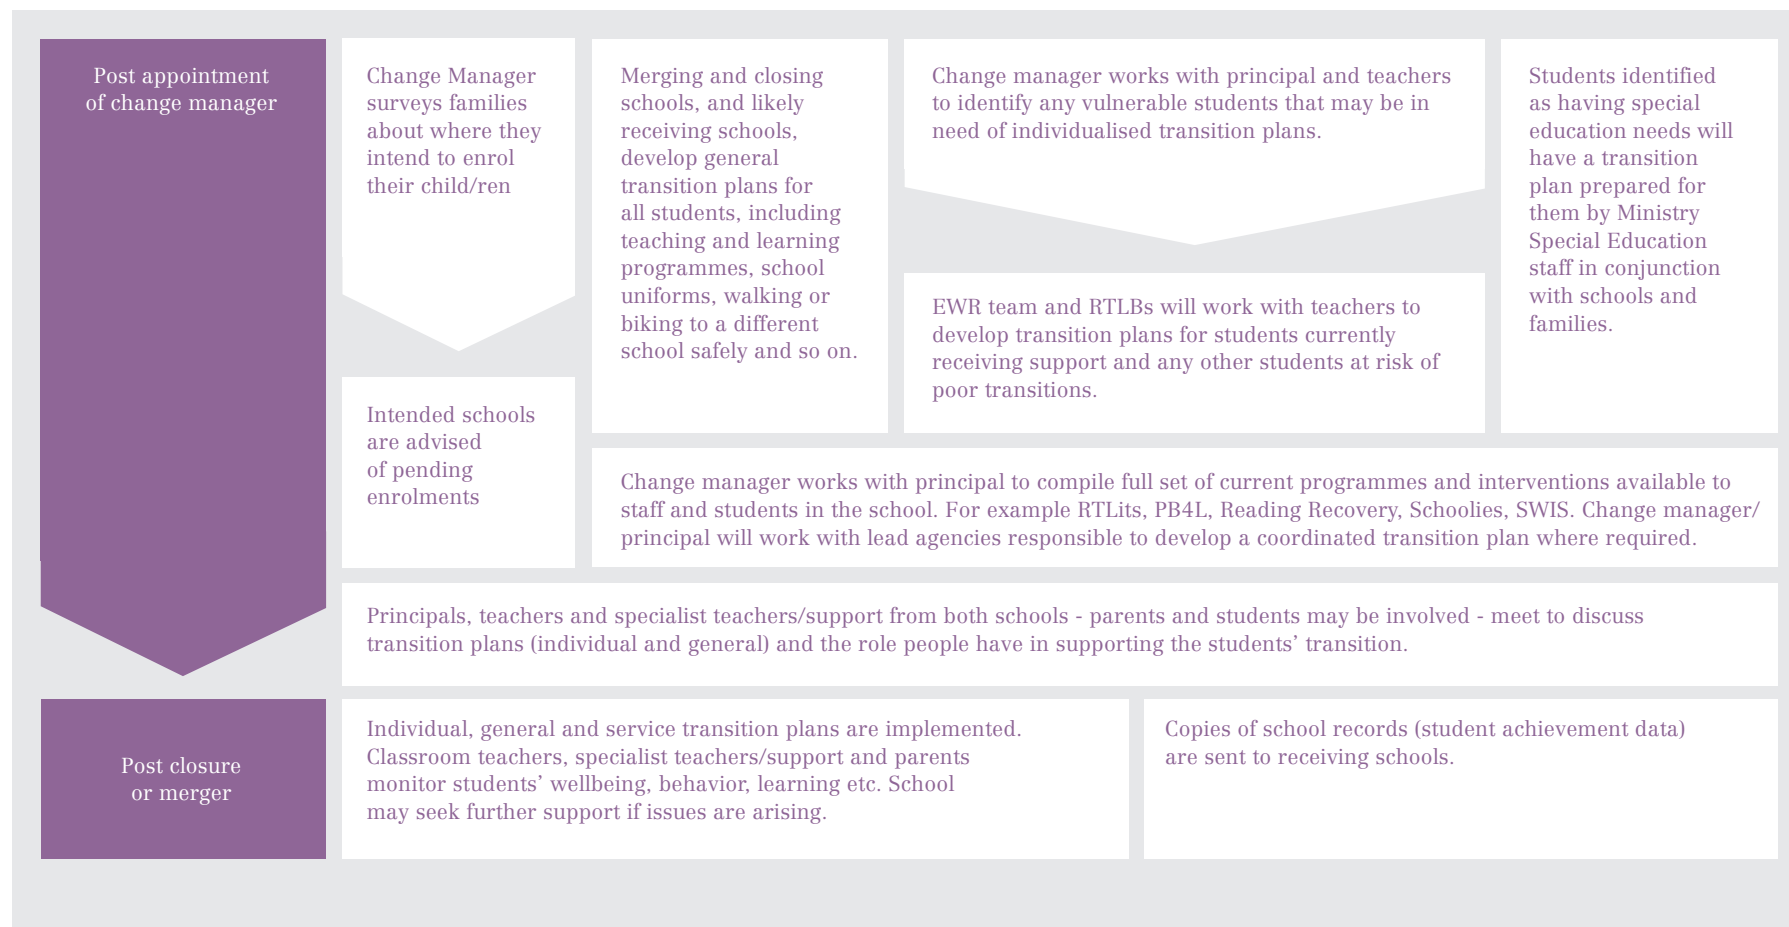 Post appointment
of change manager
Change Manager
surveys families
about where they
intend to enrol
their child/ren
Intended schools
are advised
of pending
enrolments
Merging and closing
schools, and likely
receiving schools,
develop general
transition plans for
all students, including
teaching and learning
programmes, school
uniforms, walking or
biking to a different
school safely and so on.
Change manager works with principal and teachers
to identify any vulnerable students that may be in
need of individualised transition plans.
EWR team and RTLBs will work with teachers to
develop transition plans for students currently
receiving support and any other students at risk of
poor transitions.
Students identified
as having special
education needs will
have a transition
plan prepared for
them by Ministry
Special Education
staff in conjunction
with schools and
families.
Change manager works with principal to compile full set of current programmes and interventions available to
staff and students in the school. For example RTLits, PB4L, Reading Recovery, Schoolies, SWIS. Change manager/
principal will work with lead agencies responsible to develop a coordinated transition plan where required.
Principals, teachers and specialist teachers/support from both schools - parents and students may be involved - meet to discuss
transition plans (individual and general) and the role people have in supporting the students’ transition.
Post closure
or merger
Individual, general and service transition plans are implemented.
Classroom teachers, specialist teachers/support and parents
monitor students’ wellbeing, behavior, learning etc. School
may seek further support if issues are arising.
Copies of school records (student achievement data)
are sent to receiving schools.